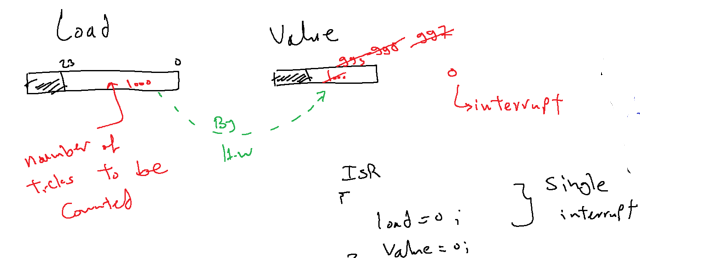 Load
Value
23
0
1000
999 998 997
0
interrupt
By
H.w
number of
ticks to be
counted
ISR
{
load = 0;
Value = 0;
}
Single
interrupt